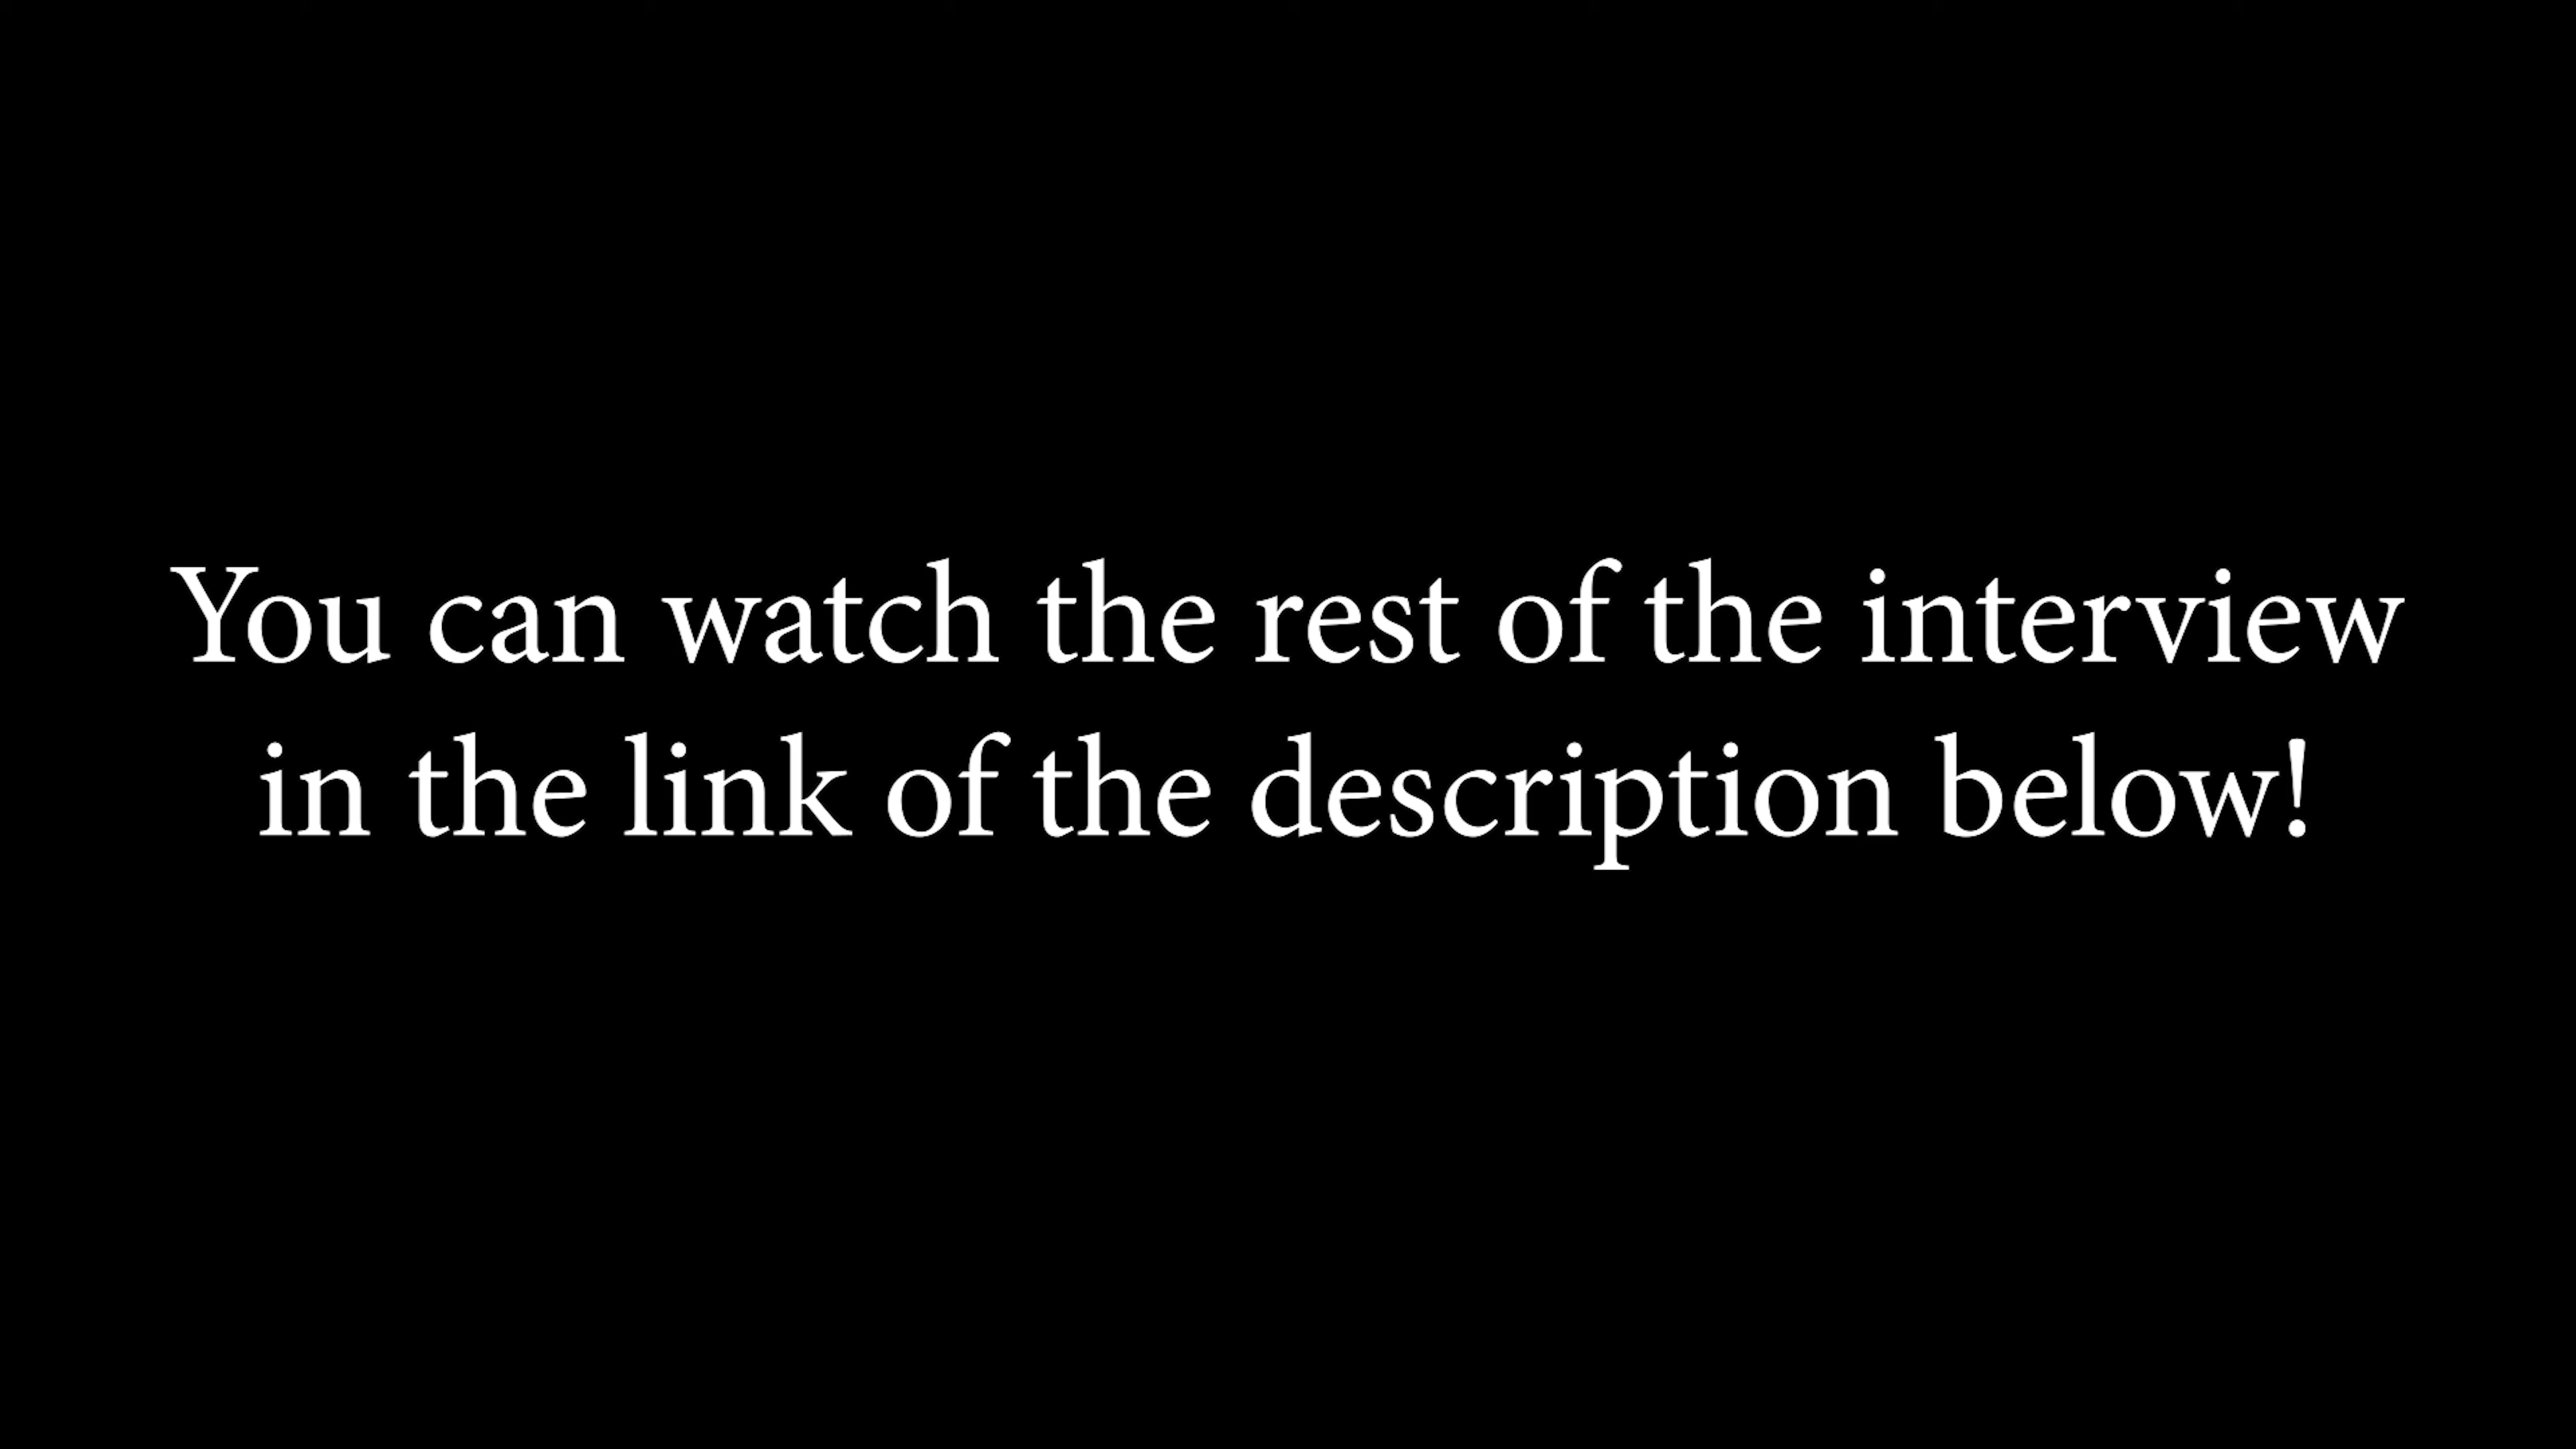 You can watch the rest of the interview
in the link of the description below!